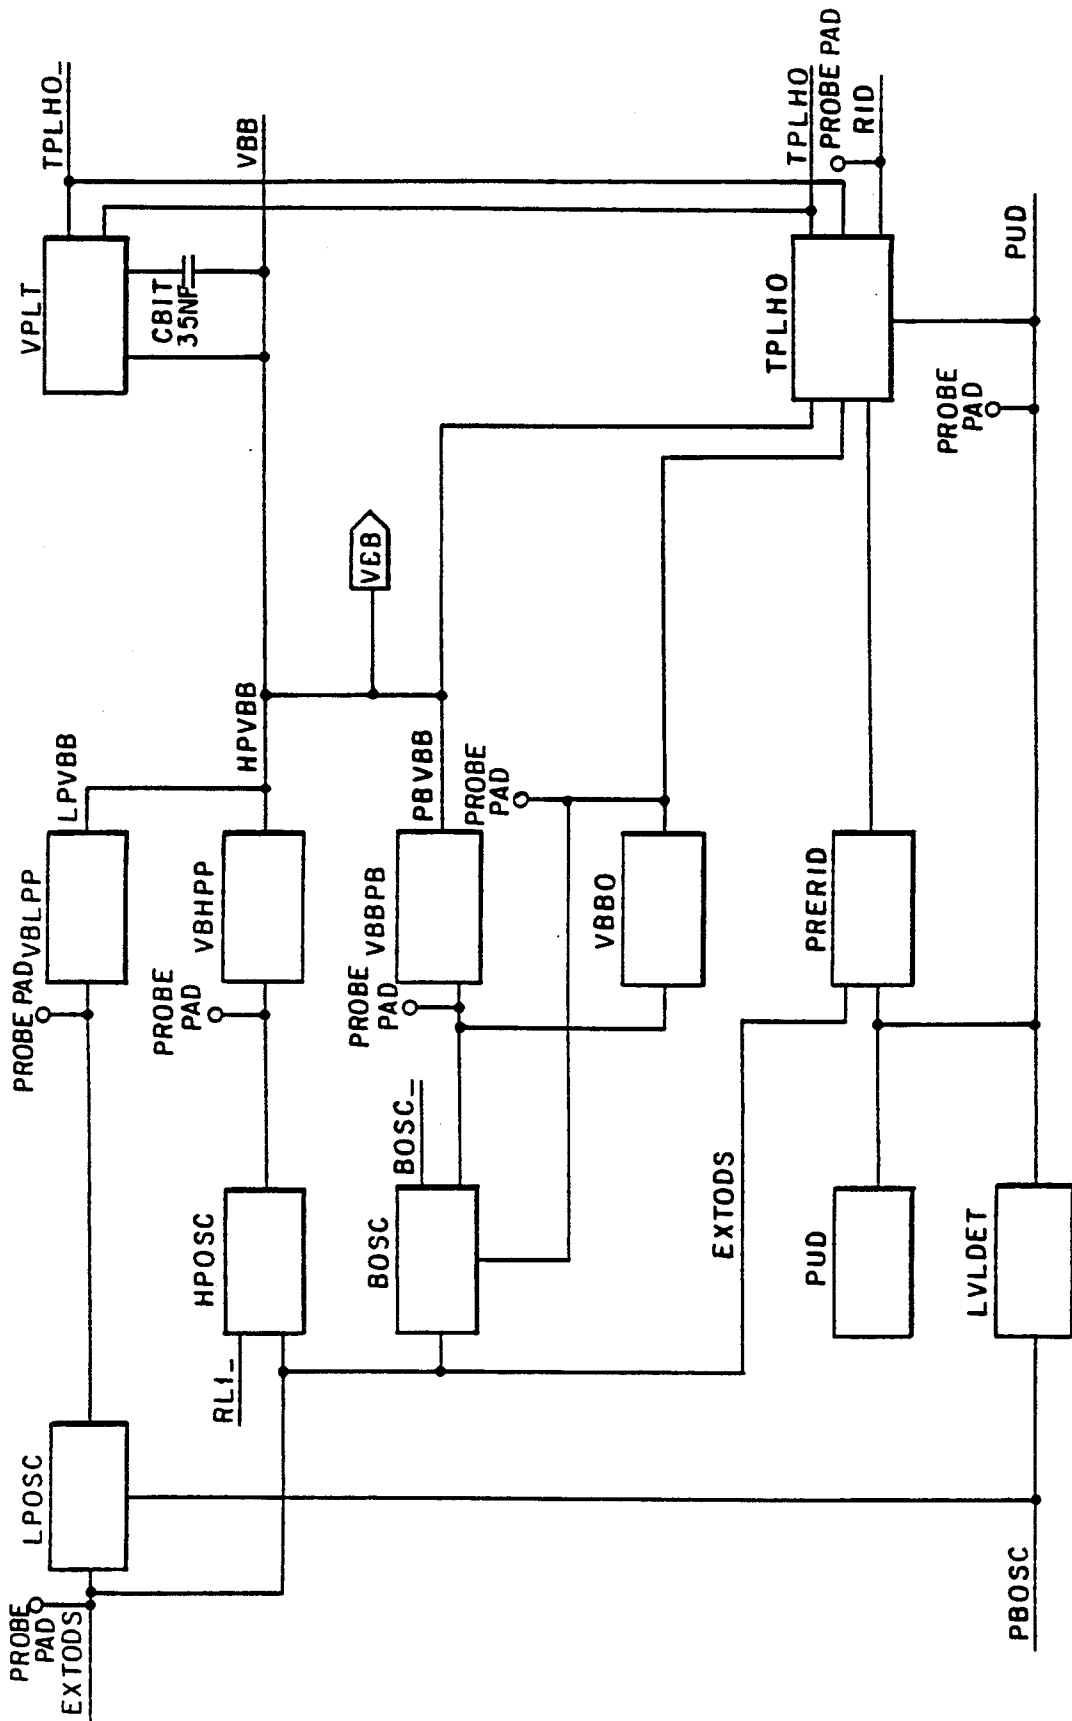 PROBE
PAD
EXTODS
LPOSC
PROBE PAD
VBLPP
LPVBB
VPLT
TPLHO_
CBIT
35NF
RL1_
HPOSC
PROBE
PAD
VBHPP
HPVBB
VBB
VEB
BOSC
BOSC_
PROBE
PAD
VBBPB
PBVBB
PROBE
PAD
VBBO
EXTODS
PRERID
TPLHO
TPLHO
PROBE PAD
RID
PUD
PROBE
PAD
PUD
PBOSC
LVLDET